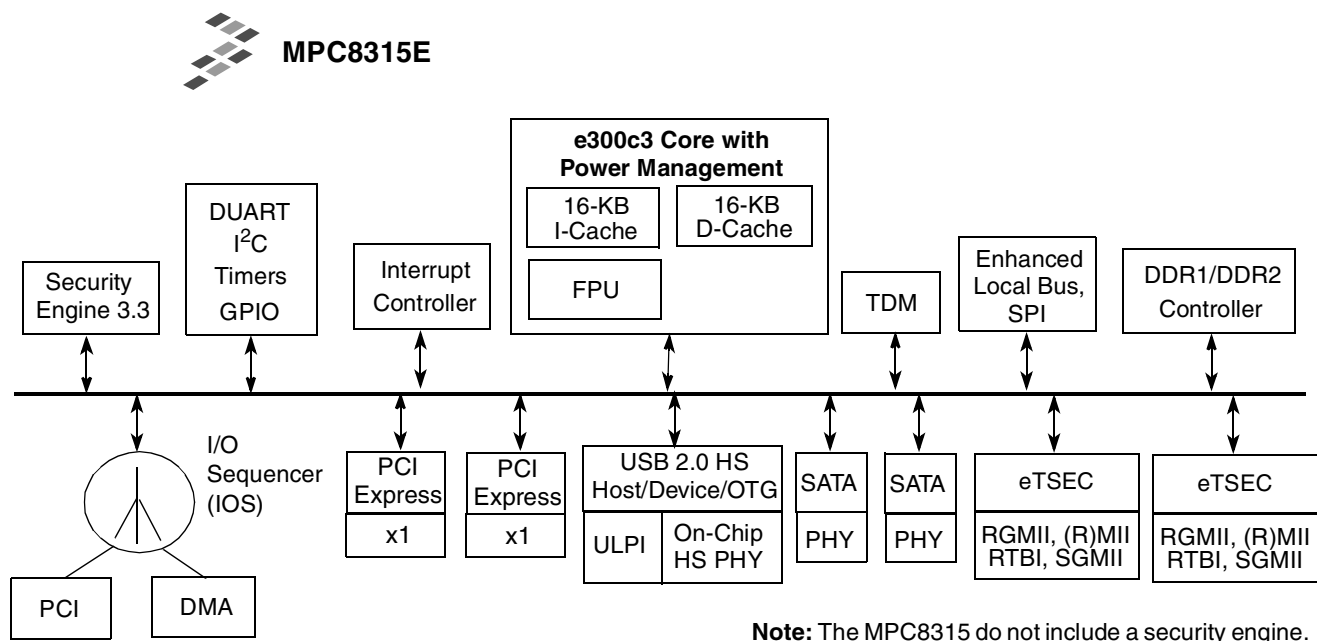 MPC8315E
e300c3 Core with
Power Management
16-KB
I-Cache
16-KB
D-Cache
FPU
Security
Engine 3.3
DUART
I²C
Timers
GPIO
Interrupt
Controller
TDM
Enhanced
Local Bus,
SPI
DDR1/DDR2
Controller
I/O
Sequencer
(IOS)
PCI
DMA
PCI
Express
x1
PCI
Express
x1
USB 2.0 HS
Host/Device/OTG
ULPI
On-Chip
HS PHY
SATA
PHY
SATA
PHY
eTSEC
RGMII, (R)MII
RTBI, SGMII
eTSEC
RGMII, (R)MII
RTBI, SGMII
Note: The MPC8315 do not include a security engine.